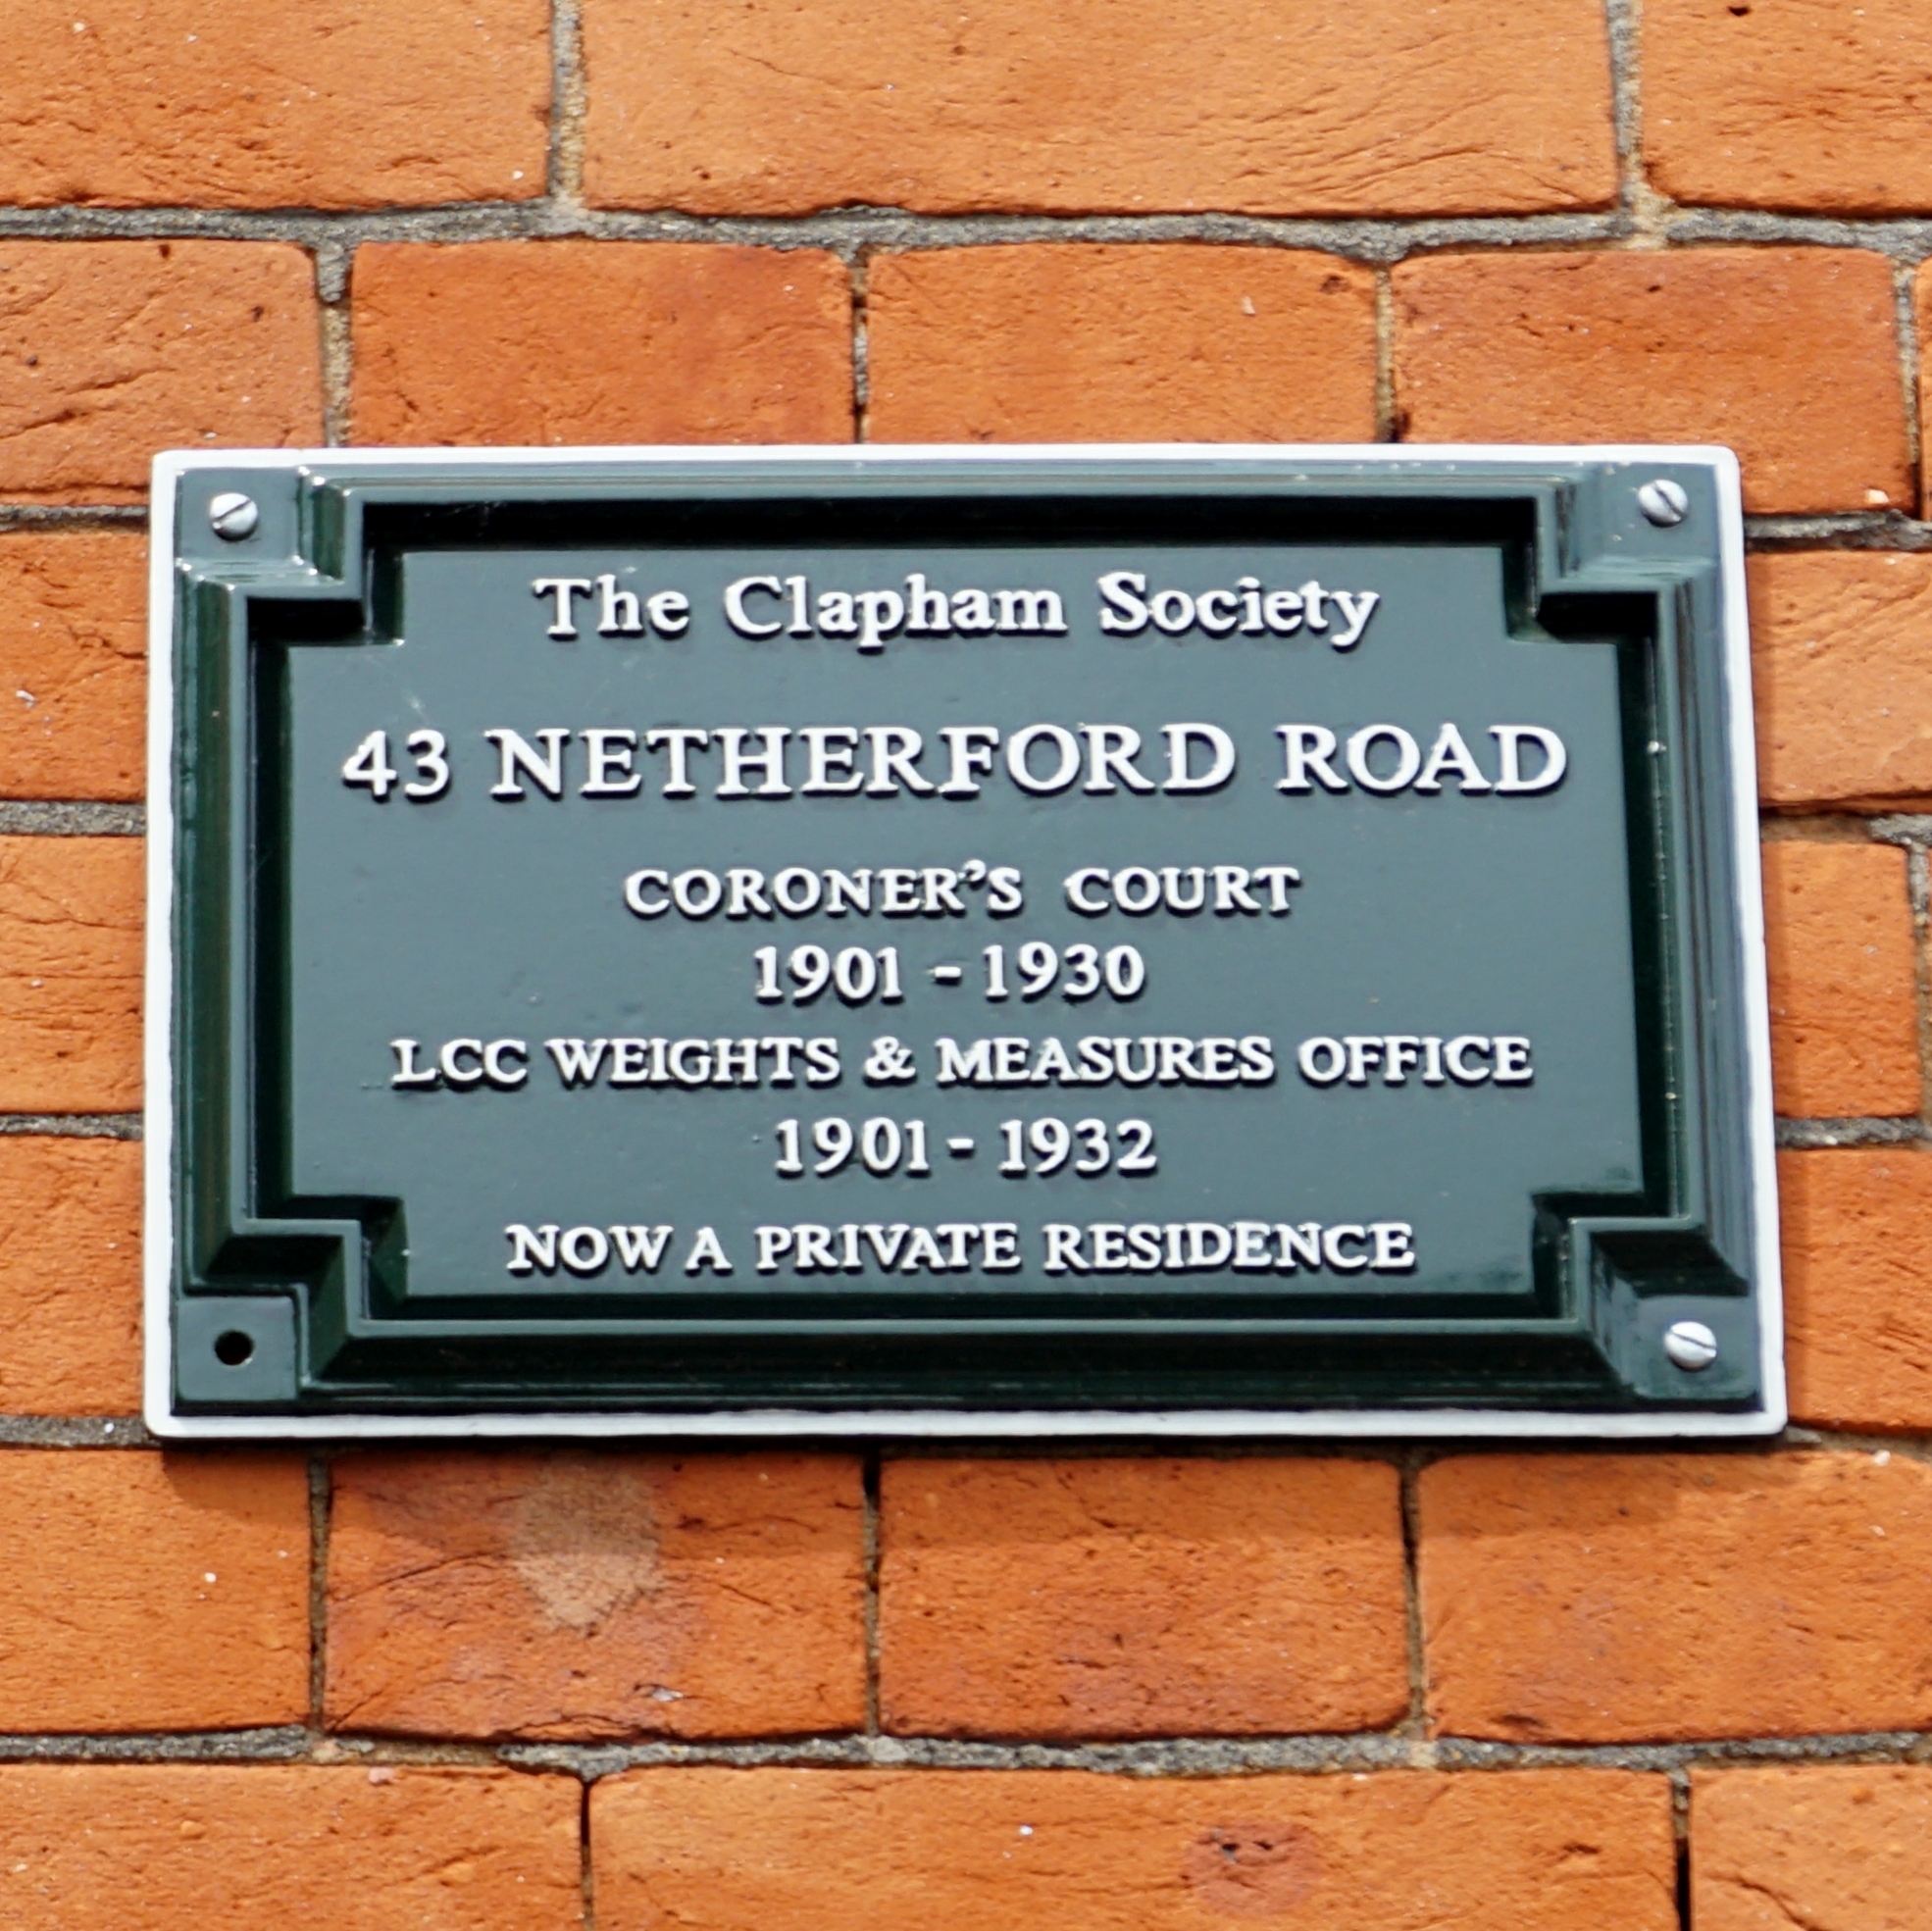 The Clapham Society
43 NETHERFORD ROAD
CORONER'S COURT
1901 - 1930
LCC WEIGHTS & MEASURES OFFICE
1901 - 1932
NOW A PRIVATE RESIDENCE